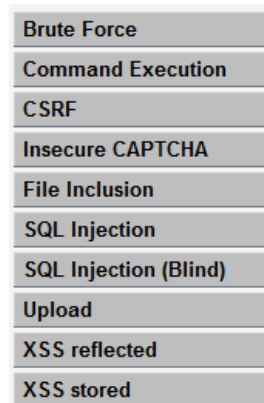 Brute Force
Command Execution
CSRF
Insecure CAPTCHA
File Inclusion
SQL Injection
SQL Injection (Blind)
Upload
XSS reflected
XSS stored